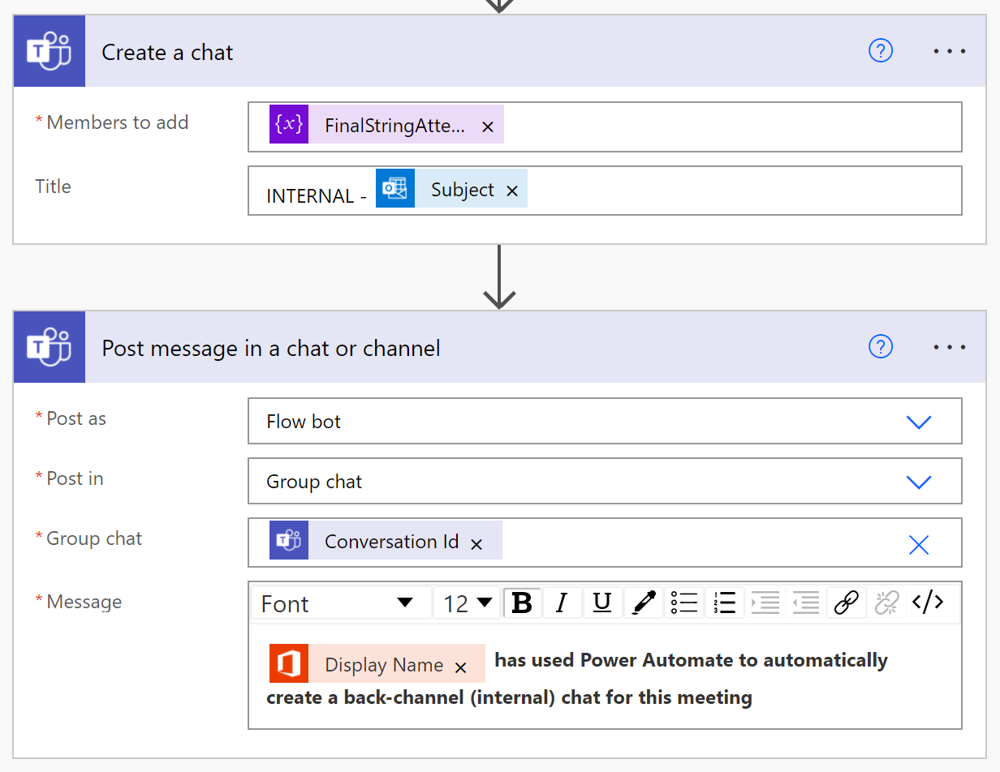 Create a chat
?
* Members to add
{x} FinalStringAtte... ×
Title
INTERNAL - Subject ×
Post message in a chat or channel
?
* Post as
Flow bot
* Post in
Group chat
* Group chat
Conversation Id ×
* Message
Font 12 B I U </>
Display Name × has used Power Automate to automatically
create a back-channel (internal) chat for this meeting